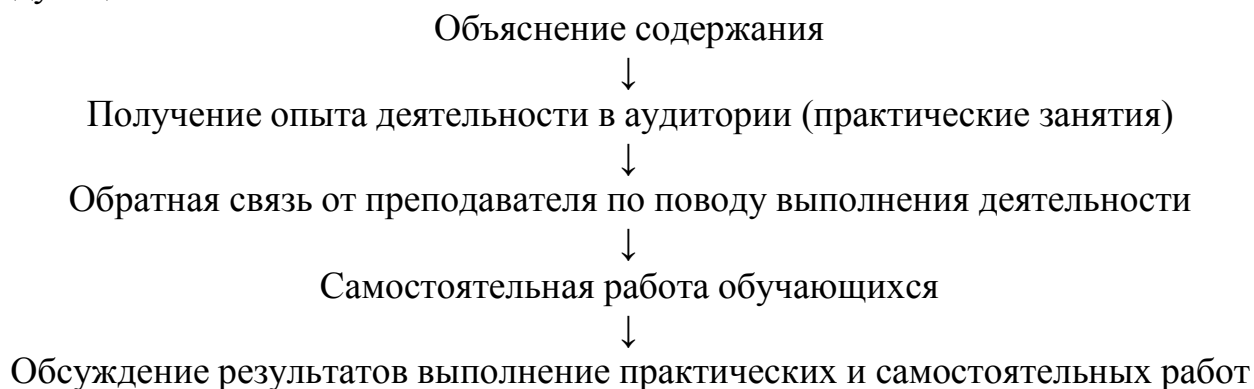 Объяснение содержания
↓
Получение опыта деятельности в аудитории (практические занятия)
↓
Обратная связь от преподавателя по поводу выполнения деятельности
↓
Самостоятельная работа обучающихся
↓
Обсуждение результатов выполнение практических и самостоятельных работ